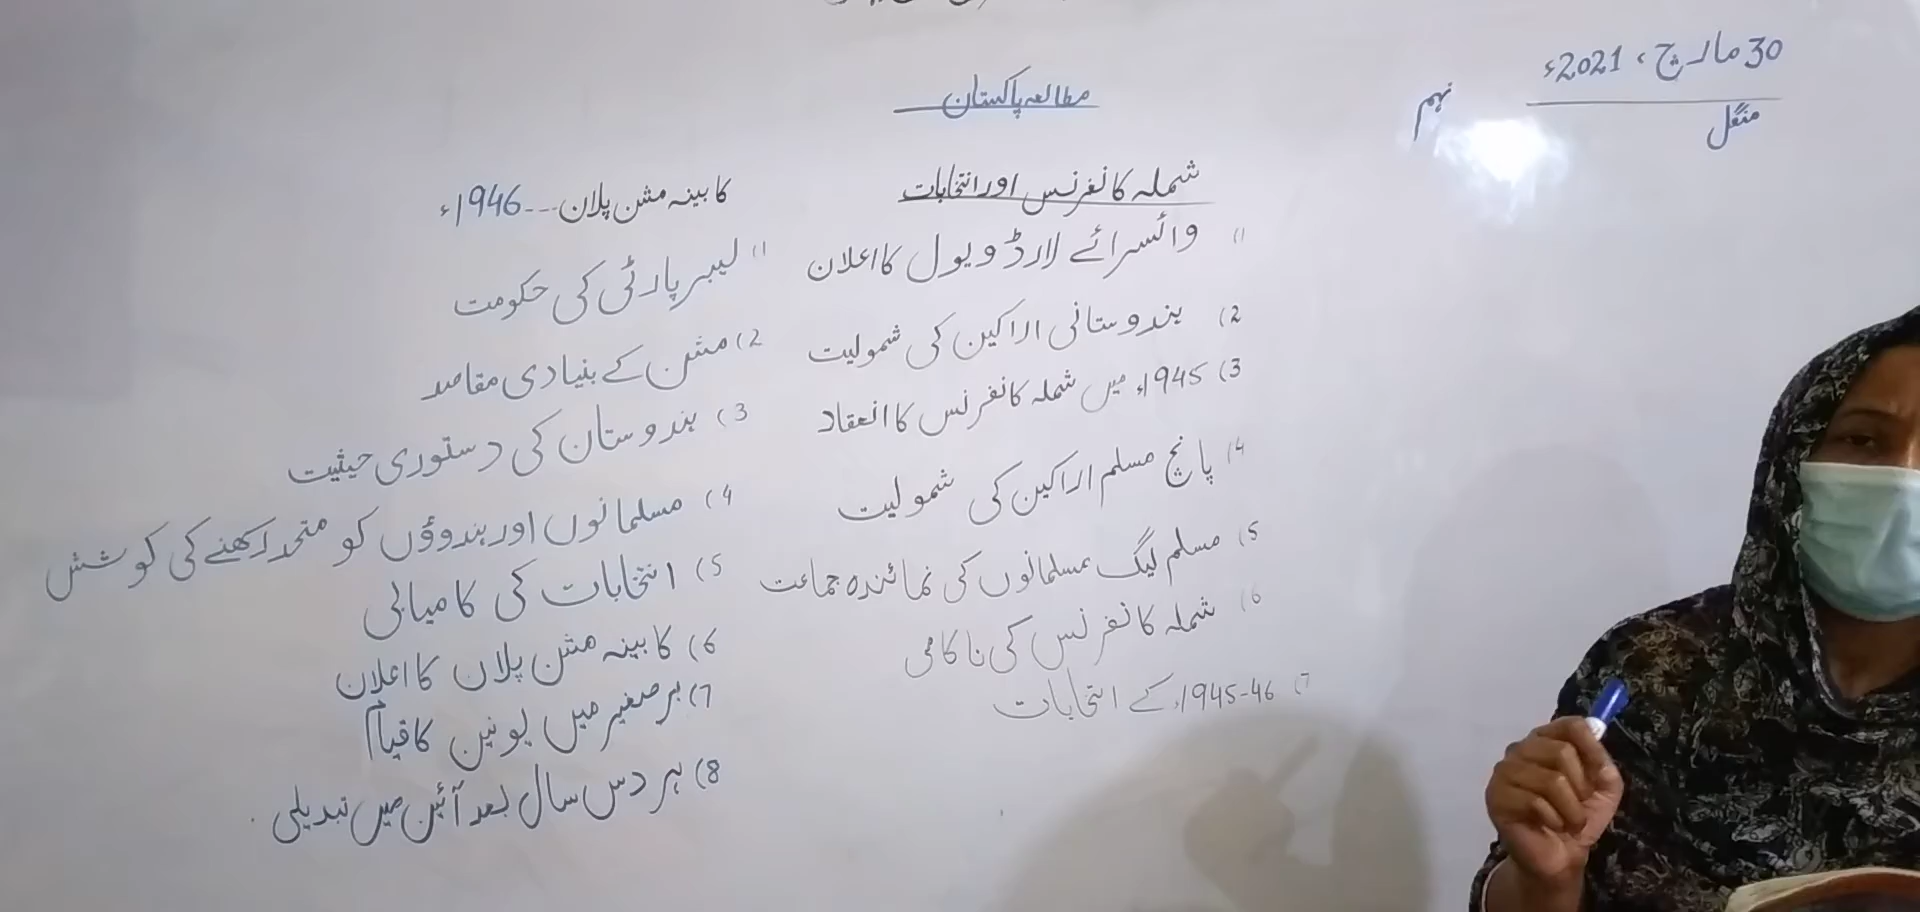 30 مارچ، 2021ء
منگل
نہم
مطالعہ پاکستان
شملہ کانفرنس اور انتخابات
1) وائسرائے لارڈ ویول کا اعلان
2) ہندوستانی اراکین کی شمولیت
3) 1945ء میں شملہ کانفرنس کا انعقاد
4) پانچ مسلم اراکین کی شمولیت
5) مسلم لیگ مسلمانوں کی نمائندہ جماعت
6) شملہ کانفرنس کی ناکامی
7) 1945-46ء کے انتخابات
کابینہ مشن پلان --- 1946ء
1) لیبر پارٹی کی حکومت
2) مشن کے بنیادی مقاصد
3) ہندوستان کی دستوری حیثیت
4) مسلمانوں اور ہندوؤں کو متحد رکھنے کی کوشش
5) انتخابات کی کامیابی
6) کابینہ مشن پلان کا اعلان
7) برصغیر میں یونین کا قیام
8) ہر دس سال بعد آئین میں تبدیلی